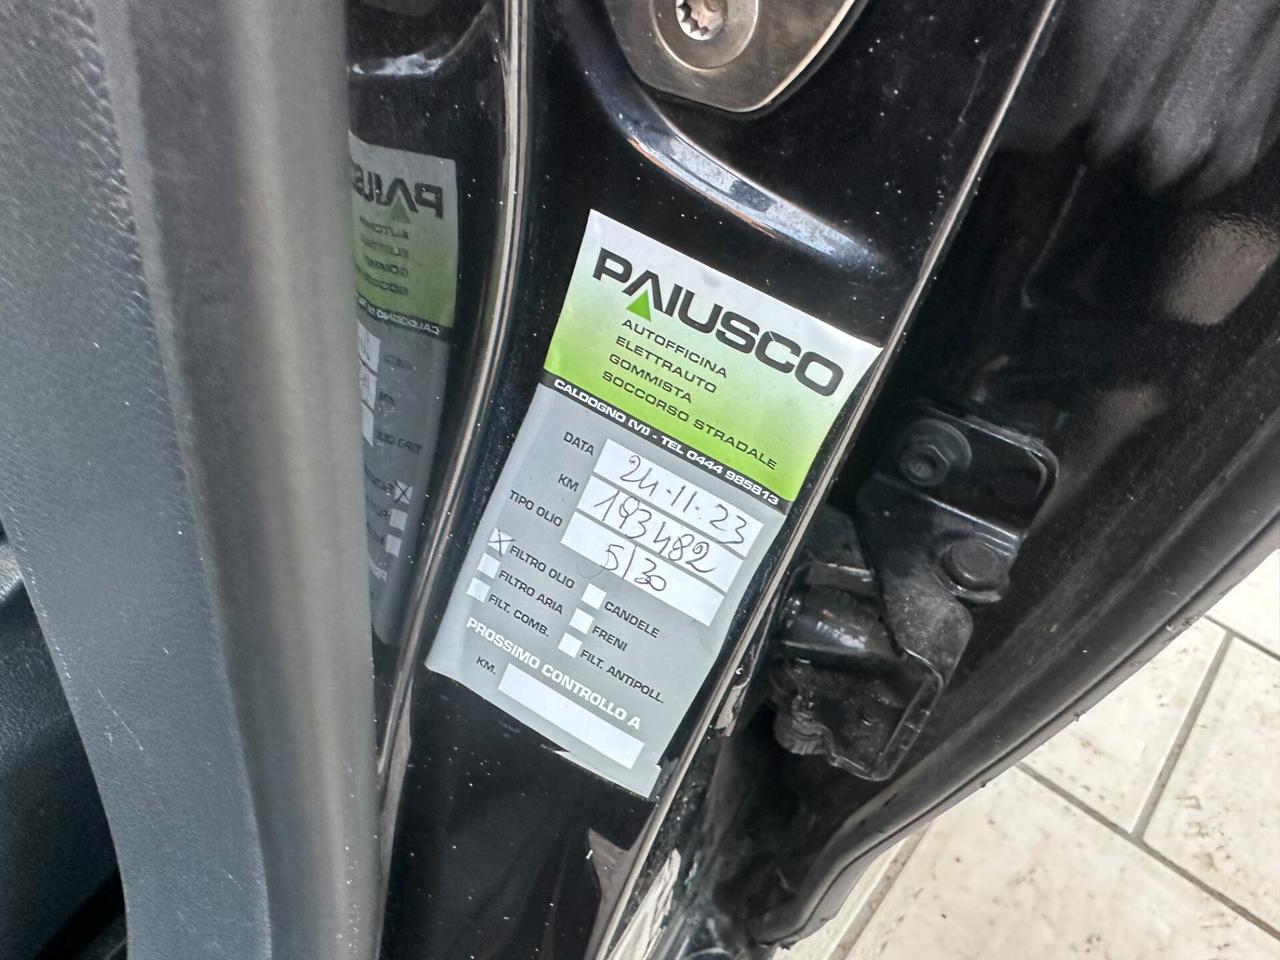 PAIUSCO
AUTOFFICINA
ELETTRAUTO
GOMMISTA
SOCCORSO STRADALE
CALDOGNO (VI) - TEL 0444 985813
DATA 24.11.23
KM 193482
TIPO OLIO 5/30
FILTRO OLIO CANDELE
FILTRO ARIA FRENI
FILT. COMB. FILT. ANTIPOLL.
PROSSIMO CONTROLLO A
KM.